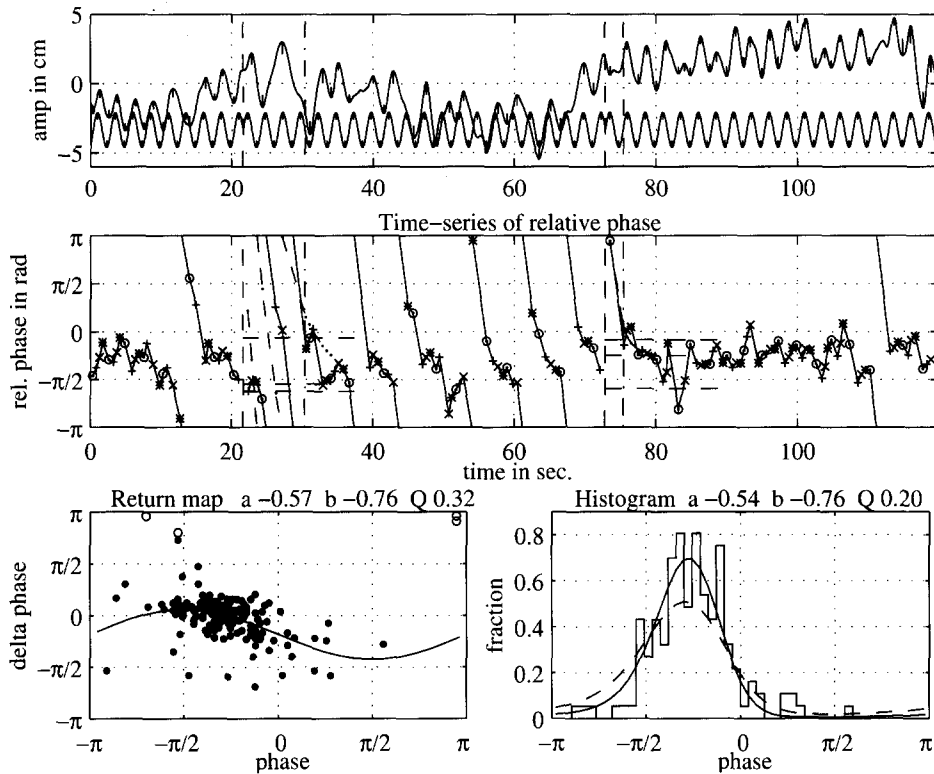 5
0
−5
amp in cm
0 20 40 60 80 100
Time−series of relative phase
π
π/2
0
−π/2
−π
rel. phase in rad
0 20 40 60 80 100
time in sec.
Return map a −0.57 b −0.76 Q 0.32
π
π/2
0
−π/2
−π
delta phase
−π −π/2 0 π/2 π
phase
Histogram a −0.54 b −0.76 Q 0.20
0.8
0.6
0.4
0.2
0
fraction
−π −π/2 0 π/2 π
phase